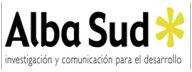 Alba Sud
investigación y comunicación para el desarrollo